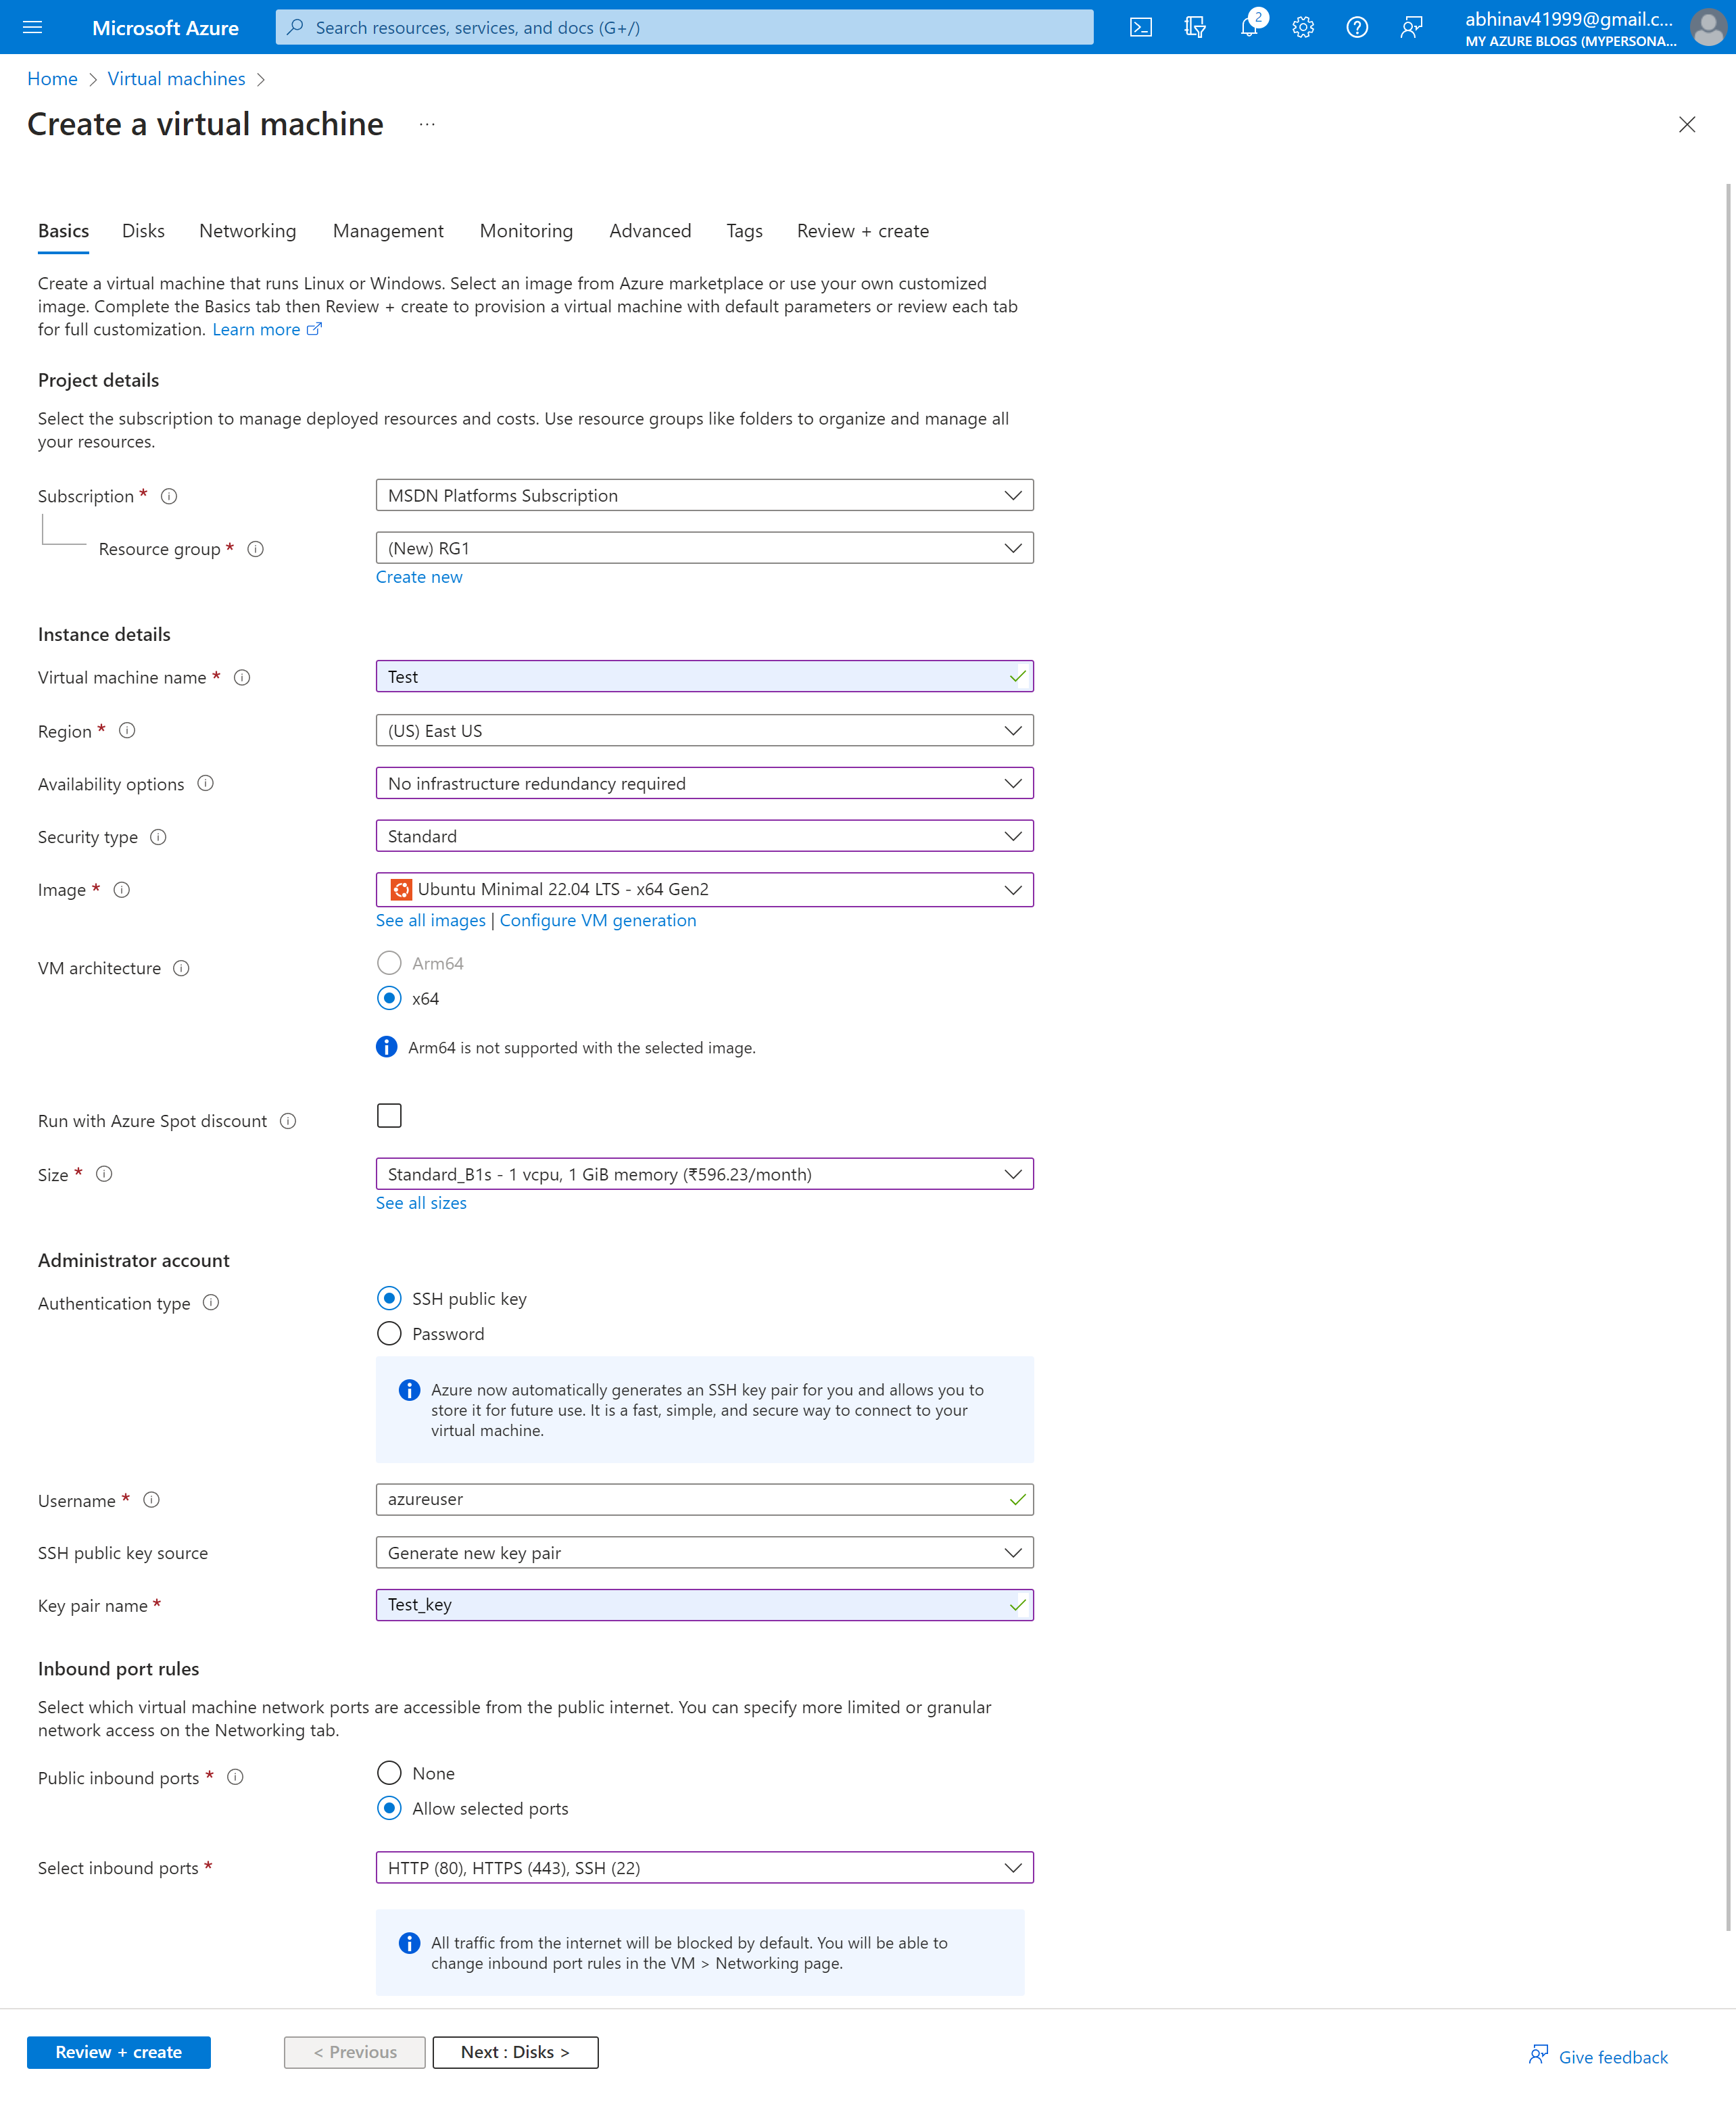 Microsoft Azure
Search resources, services, and docs (G+/)
2
abhinav41999@gmail.c...
MY AZURE BLOGS (MYPERSONA...
Home > Virtual machines >
Create a virtual machine ...
Basics Disks Networking Management Monitoring Advanced Tags Review + create
Create a virtual machine that runs Linux or Windows. Select an image from Azure marketplace or use your own customized
image. Complete the Basics tab then Review + create to provision a virtual machine with default parameters or review each tab
for full customization. Learn more
Project details
Select the subscription to manage deployed resources and costs. Use resource groups like folders to organize and manage all
your resources.
Subscription * MSDN Platforms Subscription
Resource group * (New) RG1
Create new
Instance details
Virtual machine name * Test
Region * (US) East US
Availability options No infrastructure redundancy required
Security type Standard
Image * Ubuntu Minimal 22.04 LTS - x64 Gen2
See all images | Configure VM generation
VM architecture Arm64
x64
Arm64 is not supported with the selected image.
Run with Azure Spot discount
Size * Standard_B1s - 1 vcpu, 1 GiB memory (₹596.23/month)
See all sizes
Administrator account
Authentication type SSH public key
Password
Azure now automatically generates an SSH key pair for you and allows you to
store it for future use. It is a fast, simple, and secure way to connect to your
virtual machine.
Username * azureuser
SSH public key source Generate new key pair
Key pair name * Test_key
Inbound port rules
Select which virtual machine network ports are accessible from the public internet. You can specify more limited or granular
network access on the Networking tab.
Public inbound ports * None
Allow selected ports
Select inbound ports * HTTP (80), HTTPS (443), SSH (22)
All traffic from the internet will be blocked by default. You will be able to
change inbound port rules in the VM > Networking page.
Review + create < Previous Next : Disks > Give feedback